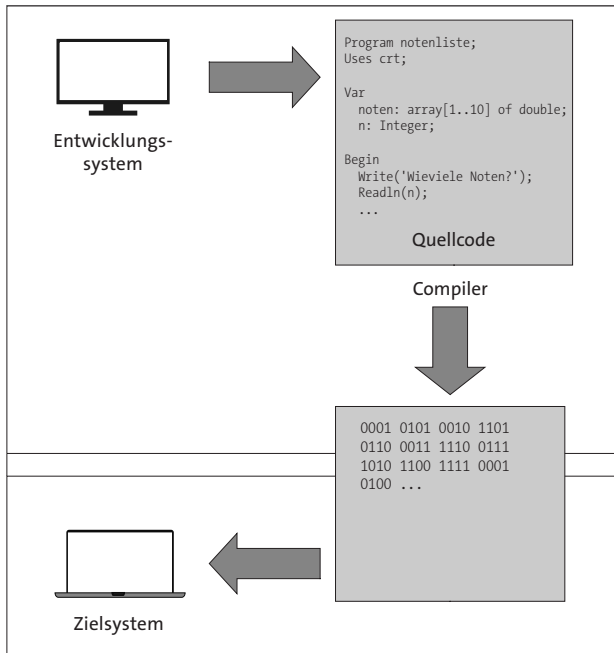 Entwicklungs-
system
Program notenliste;
Uses crt;
Var
noten: array[1..10] of double;
n: Integer;
Begin
Write('Wieviele Noten?');
Readln(n);
...
Quellcode
Compiler
0001 0101 0010 1101
0110 0011 1110 0111
1010 1100 1111 0001
0100 ...
Zielsystem